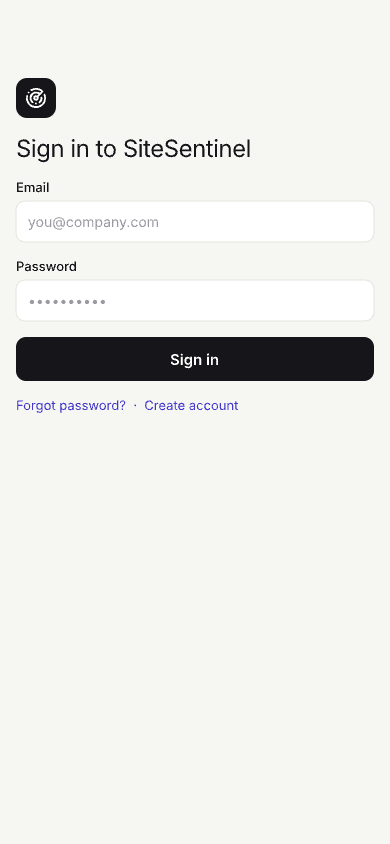 Sign in to SiteSentinel
Email
you@company.com
Password
••••••••••
Sign in
Forgot password? · Create account